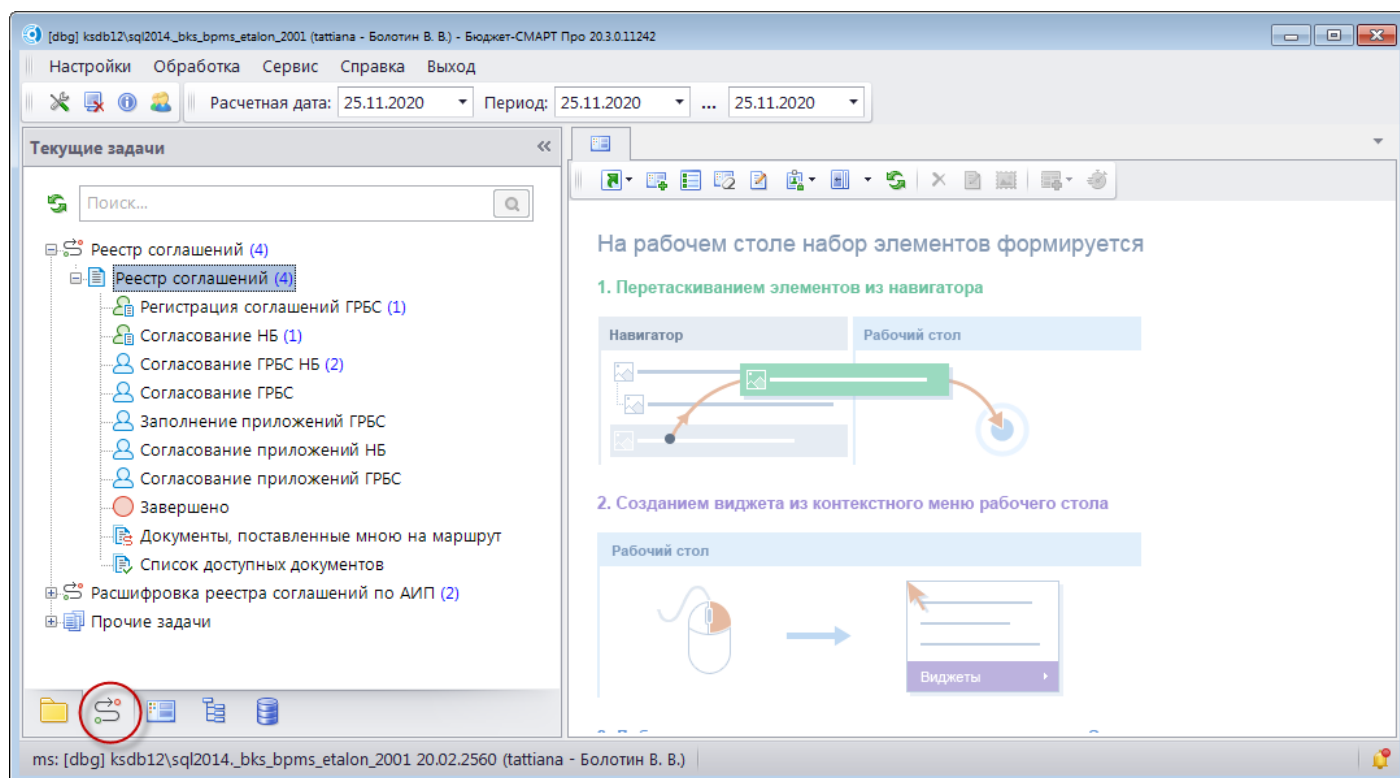 [dbg] ksdb12\sql2014._bks_bpms_etalon_2001 (tattiana - Болотин В. В.) - Бюджет-СМАРТ Про 20.3.0.11242
Настройки Обработка Сервис Справка Выход
Расчетная дата: 25.11.2020 Период: 25.11.2020 ... 25.11.2020
Текущие задачи
Поиск...
Реестр соглашений (4)
Реестр соглашений (4)
Регистрация соглашений ГРБС (1)
Согласование НБ (1)
Согласование ГРБС НБ (2)
Согласование ГРБС
Заполнение приложений ГРБС
Согласование приложений НБ
Согласование приложений ГРБС
Завершено
Документы, поставленные мною на маршрут
Список доступных документов
Расшифровка реестра соглашений по АИП (2)
Прочие задачи
На рабочем столе набор элементов формируется
1. Перетаскиванием элементов из навигатора
Навигатор
Рабочий стол
2. Созданием виджета из контекстного меню рабочего стола
Рабочий стол
Виджеты
ms: [dbg] ksdb12\sql2014._bks_bpms_etalon_2001 20.02.2560 (tattiana - Болотин В. В.)